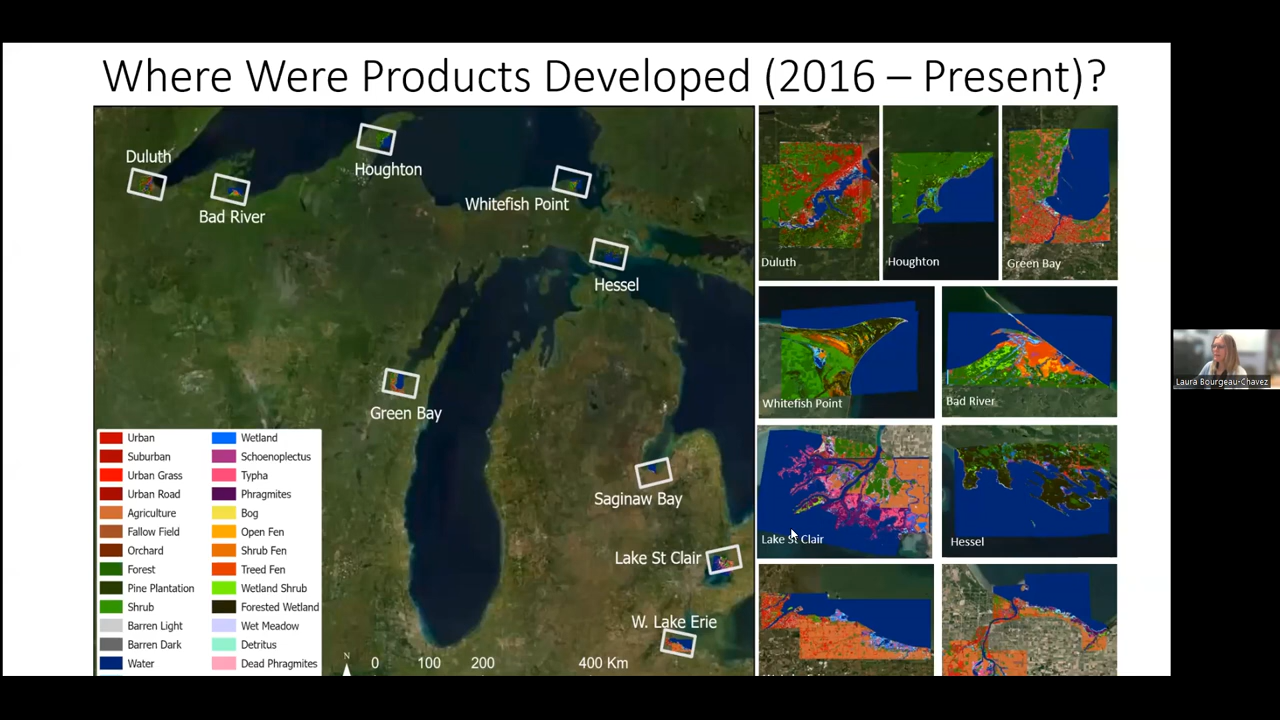 Where Were Products Developed (2016 – Present)?
Duluth
Bad River
Houghton
Whitefish Point
Hessel
Green Bay
Saginaw Bay
Lake St Clair
W. Lake Erie
Urban
Suburban
Urban Grass
Urban Road
Agriculture
Fallow Field
Orchard
Forest
Pine Plantation
Shrub
Barren Light
Barren Dark
Water
Wetland
Schoenoplectus
Typha
Phragmites
Bog
Open Fen
Shrub Fen
Treed Fen
Wetland Shrub
Forested Wetland
Wet Meadow
Detritus
Dead Phragmites
N
0 100 200 400 Km
Duluth
Houghton
Green Bay
Whitefish Point
Bad River
Lake St Clair
Hessel
Laura Bourgeau-Chavez